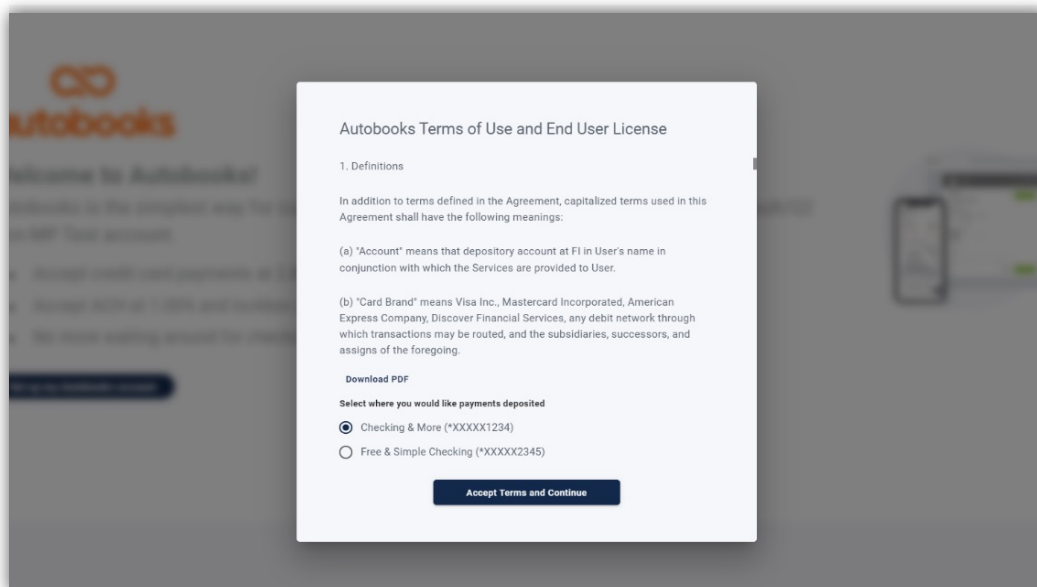 autobooks
Welcome to Autobooks!
Autobooks Terms of Use and End User License
1. Definitions
In addition to terms defined in the Agreement, capitalized terms used in this
Agreement shall have the following meanings:
(a) "Account" means that depository account at FI in User's name in
conjunction with which the Services are provided to User.
(b) "Card Brand" means Visa Inc., Mastercard Incorporated, American
Express Company, Discover Financial Services, any debit network through
which transactions may be routed, and the subsidiaries, successors, and
assigns of the foregoing.
Download PDF
Select where you would like payments deposited
Checking & More (*XXXXX1234)
Free & Simple Checking (*XXXXX2345)
Accept Terms and Continue